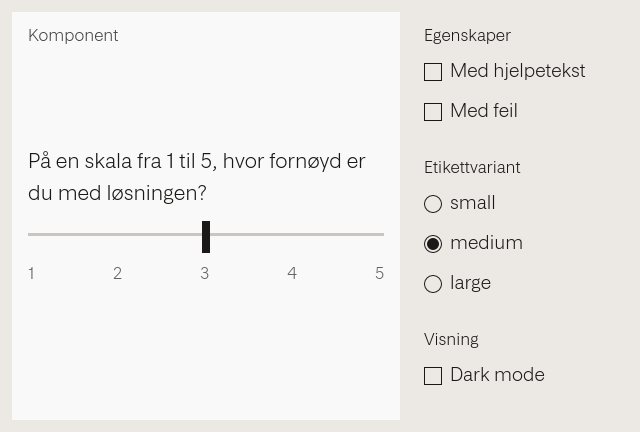 Komponent
På en skala fra 1 til 5, hvor fornøyd er
du med løsningen?
1 2 3 4 5
Egenskaper
Med hjelpetekst
Med feil
Etikettvariant
small
medium
large
Visning
Dark mode